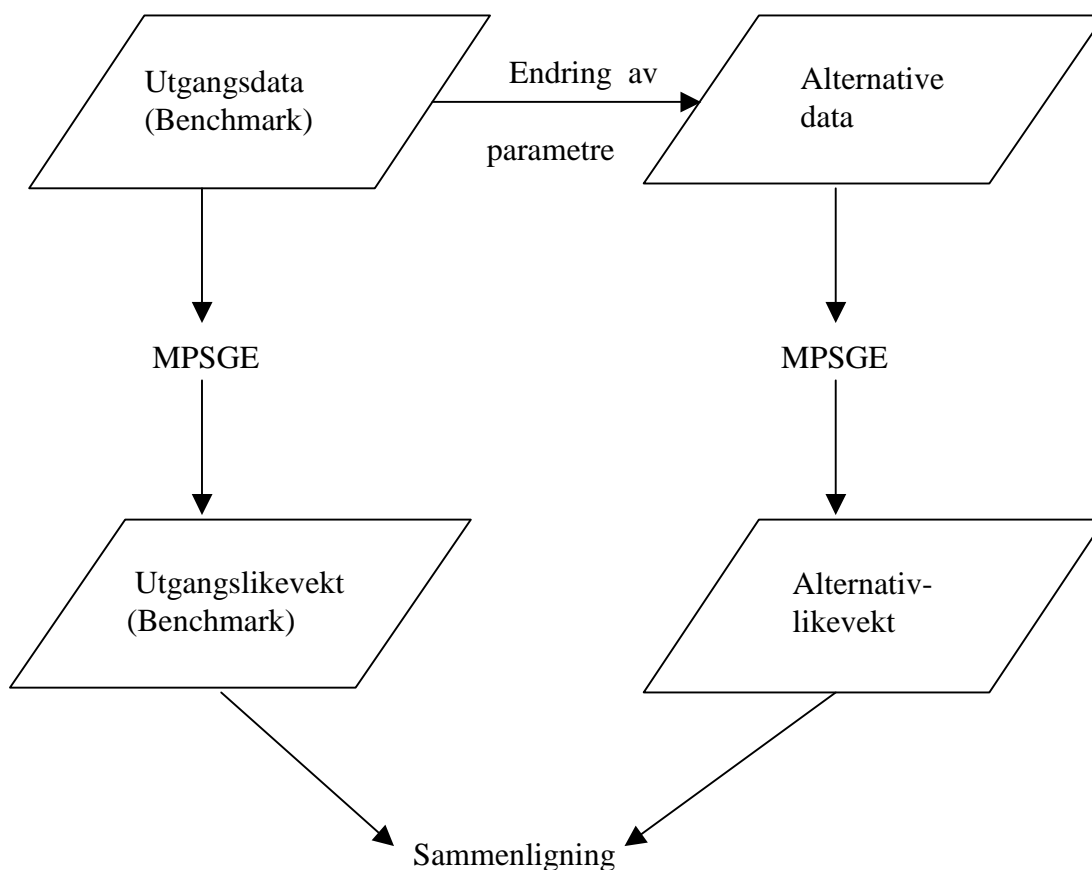 Utgangsdata
(Benchmark)
Endring av
parametre
Alternative
data
MPSGE
MPSGE
Utgangslikevekt
(Benchmark)
Alternativ-
likevekt
Sammenligning